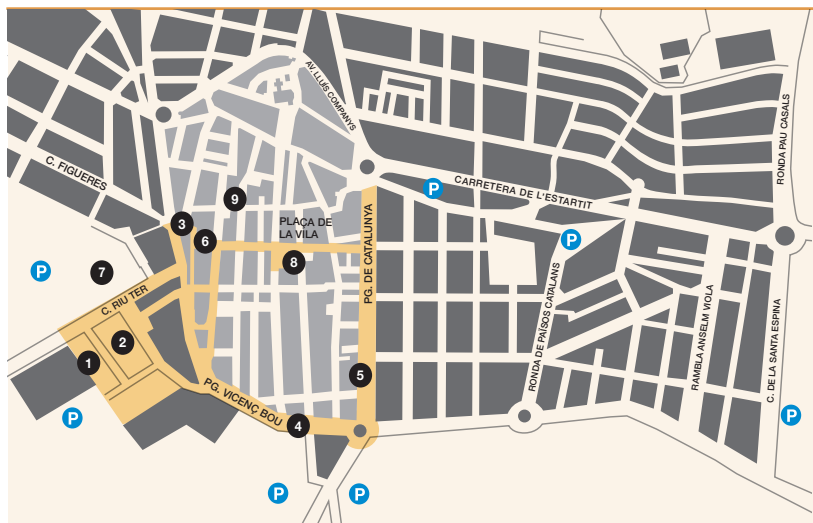 AV. LLUÍS COMPANYS
C. FIGUERES
CARRETERA DE L'ESTARTIT
RONDA PAU CASALS
P
9
3
PLAÇA DE
LA VILA
6
P
8
P
7
PG. DE CATALUNYA
C. RIU TER
2
1
5
RONDA DE PAÏSOS CATALANS
RAMBLA ANSELM VIOLA
C. DE LA SANTA ESPINA
PG. VICENÇ BOU
P
P
4
P
P